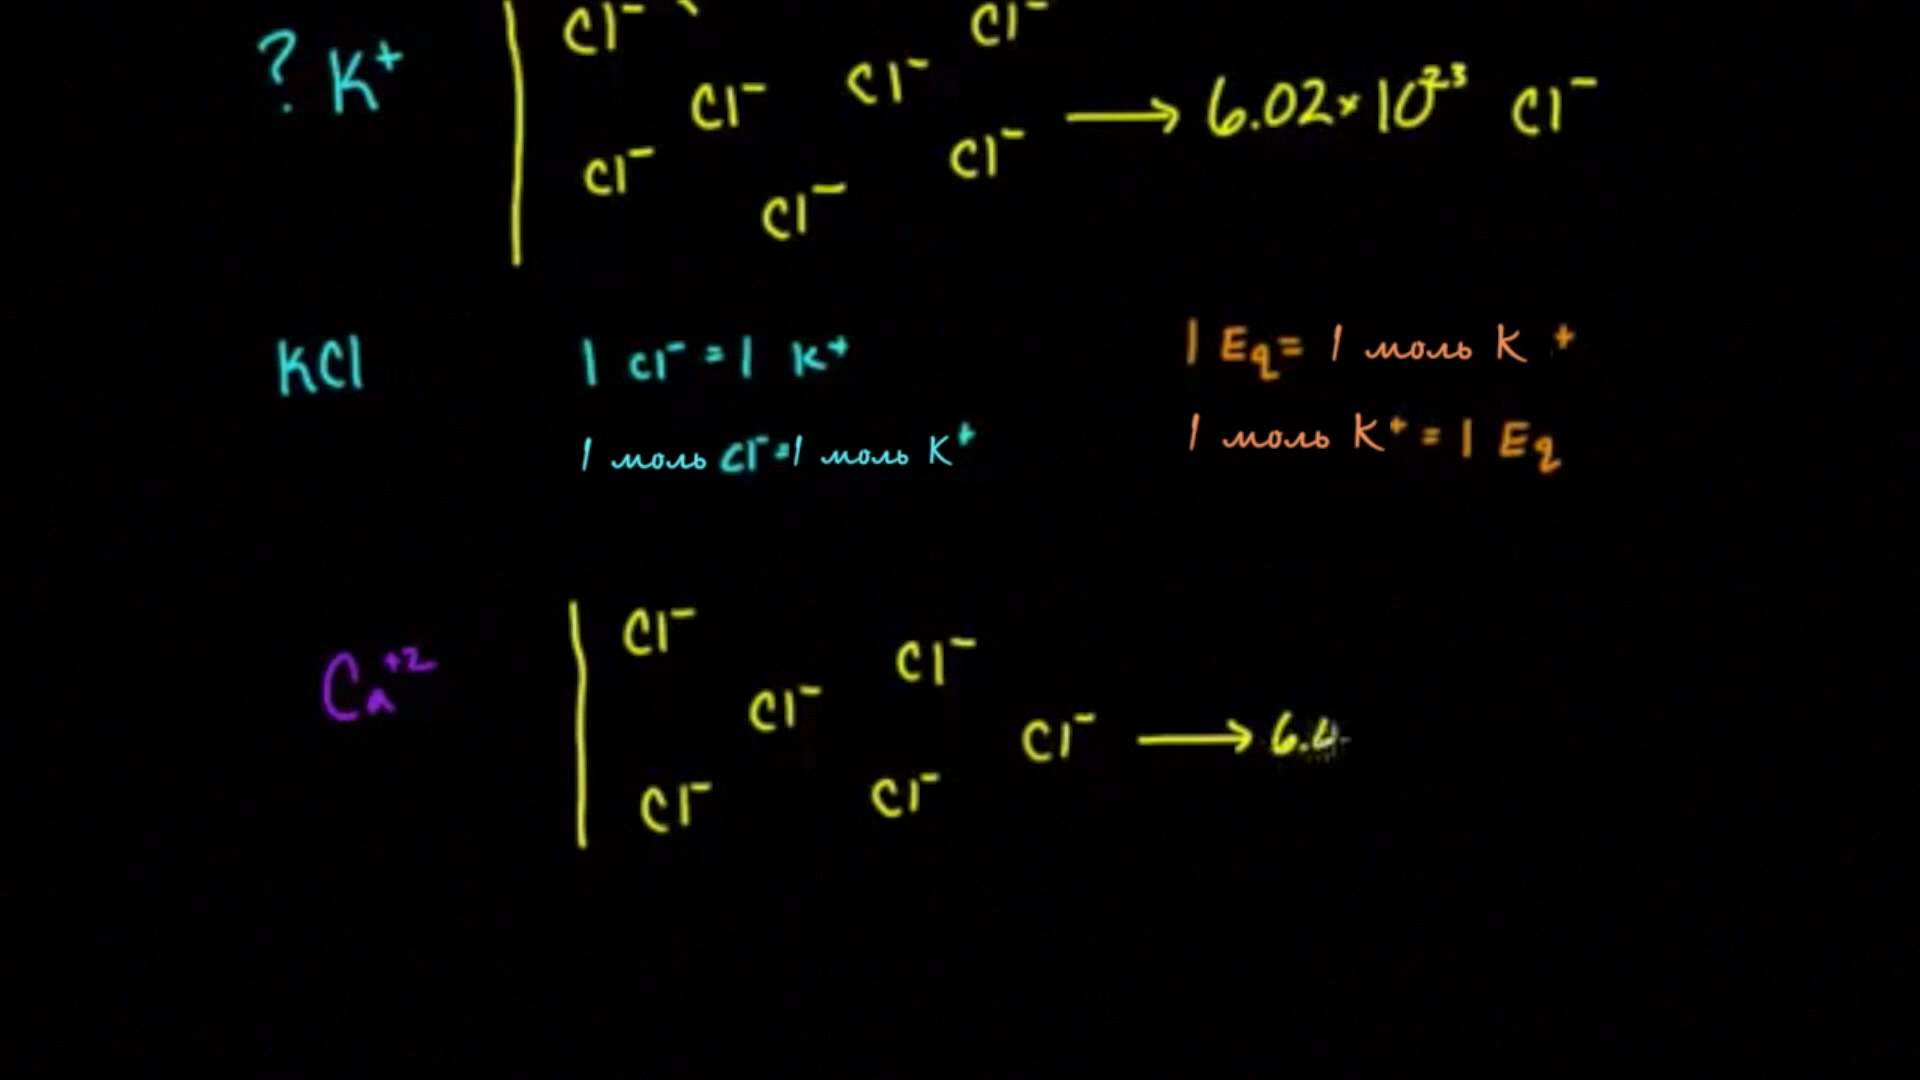 Cl⁻ Cl⁻
? K⁺ Cl⁻ Cl⁻ → 6.02×10²³ Cl⁻
Cl⁻ Cl⁻
Cl⁻
KCl 1 Cl⁻ = 1 K⁺ 1 Eq = 1 моль K⁺
1 моль Cl⁻ = 1 моль K⁺ 1 моль K⁺ = 1 Eq
Cl⁻ Cl⁻
Ca⁺² Cl⁻ Cl⁻ → 6.
Cl⁻ Cl⁻